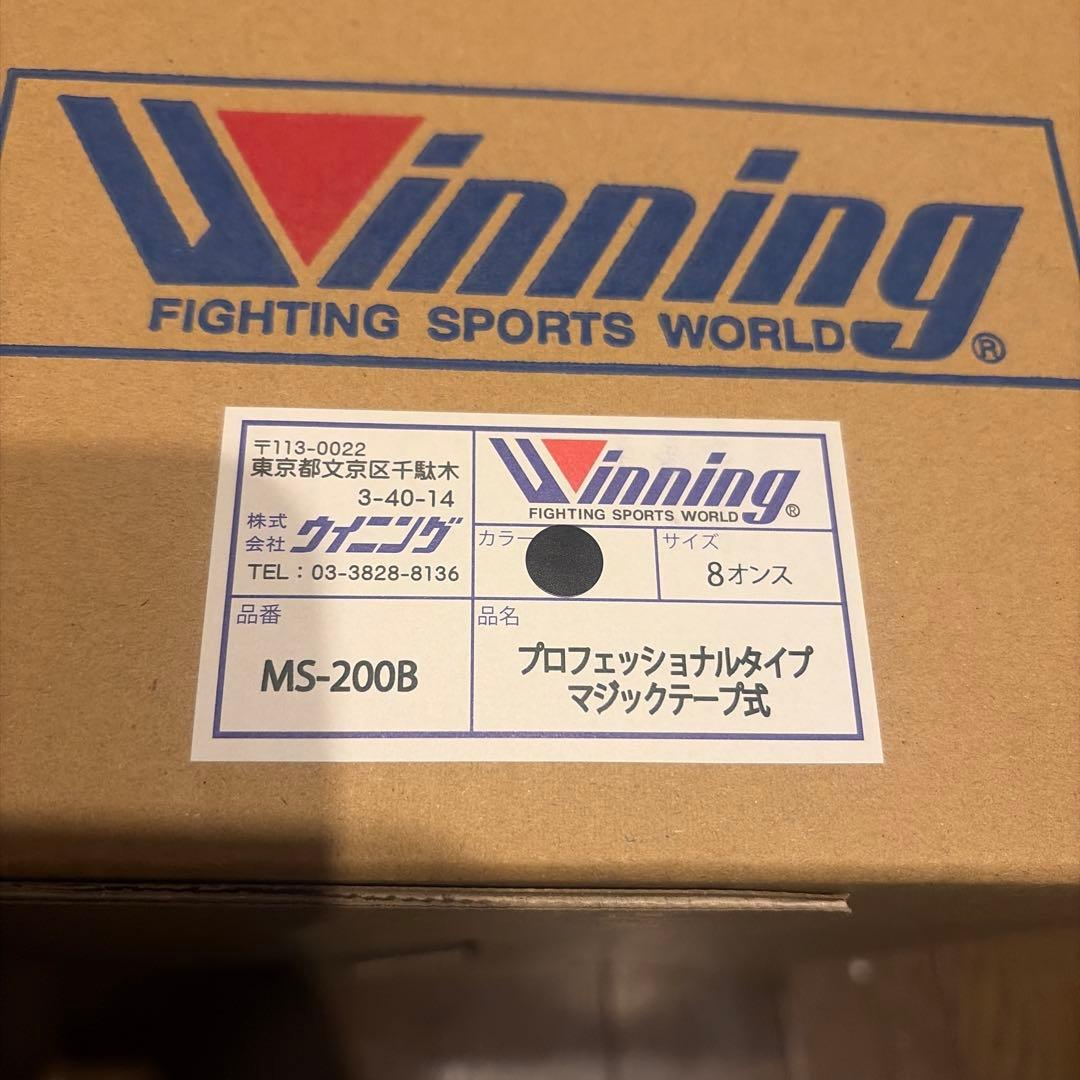 Winning
FIGHTING SPORTS WORLD ®
〒113-0022
東京都文京区千駄木
3-40-14
株式会社 ウイニング
TEL：03-3828-8136
Winning ®
FIGHTING SPORTS WORLD
カラー
サイズ
8オンス
品番
MS-200B
品名
プロフェッショナルタイプ
マジックテープ式